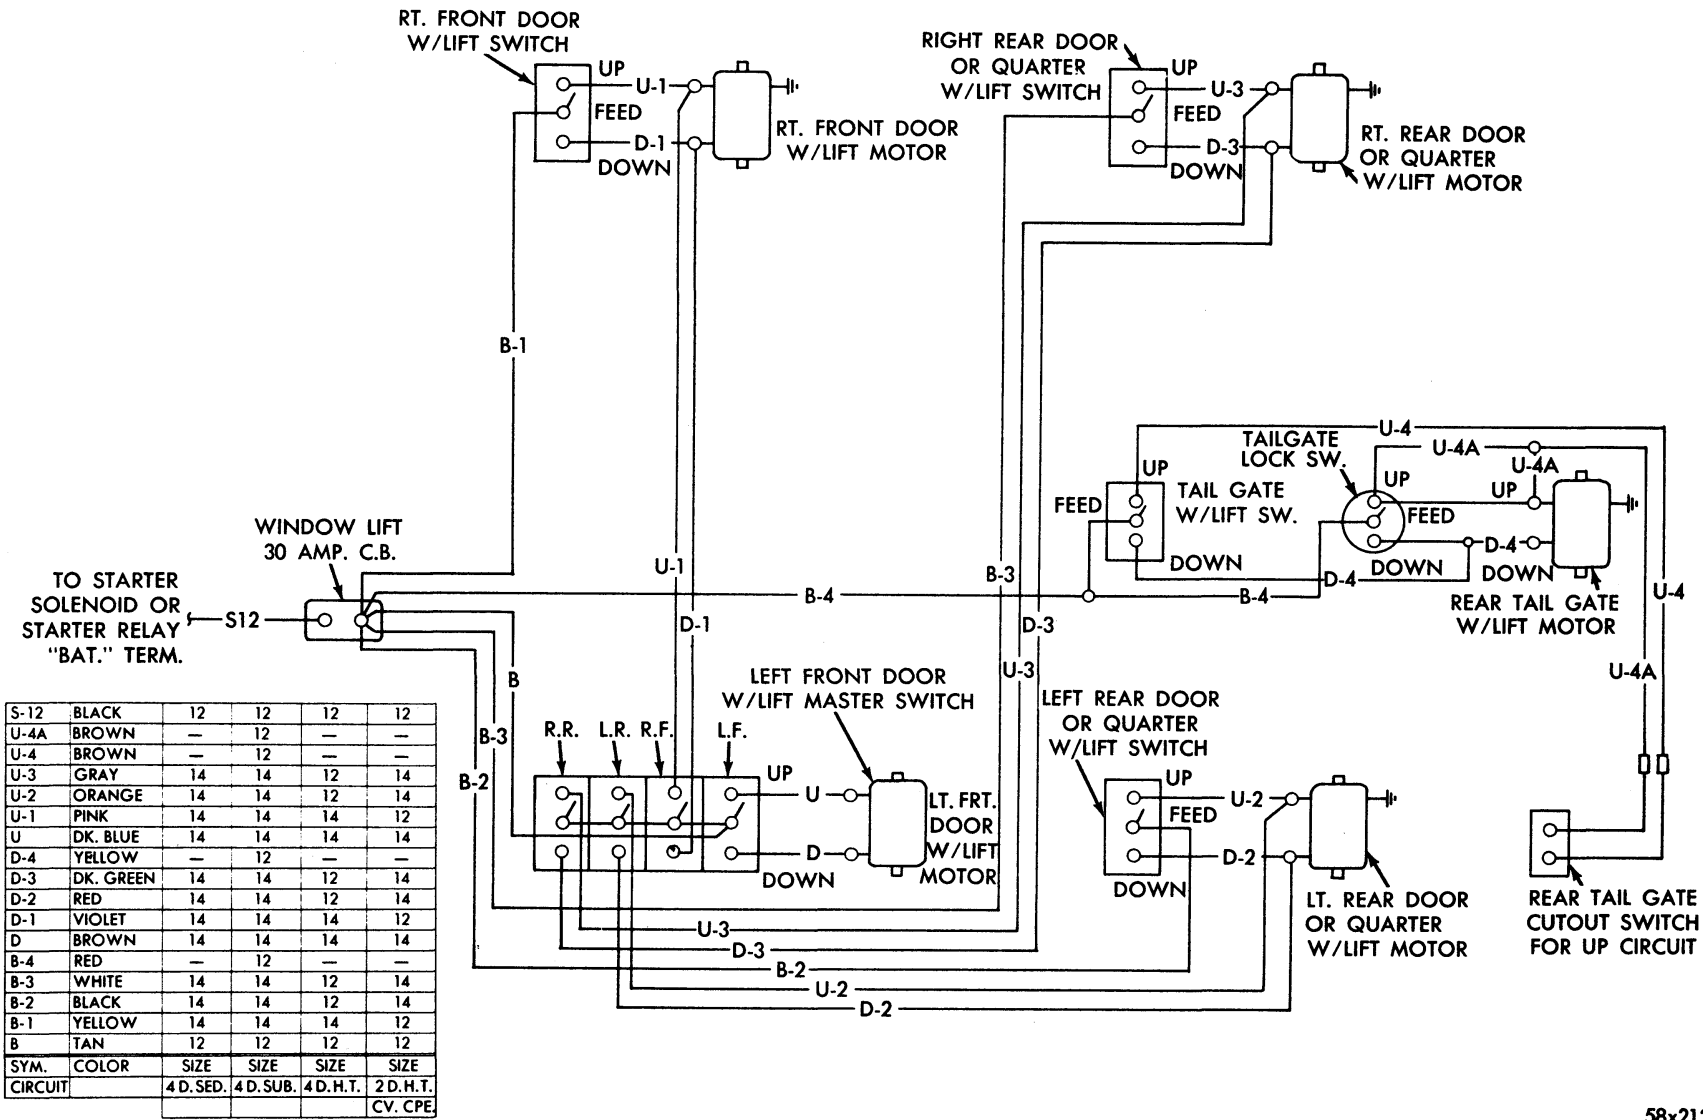 RT. FRONT DOOR
W/LIFT SWITCH
UP
U-1
FEED
D-1
DOWN
RT. FRONT DOOR
W/LIFT MOTOR
RIGHT REAR DOOR
OR QUARTER
W/LIFT SWITCH
UP
U-3
FEED
D-3
DOWN
RT. REAR DOOR
OR QUARTER
W/LIFT MOTOR
B-1
U-4
TAILGATE
LOCK SW.
U-4A
U-4A
UP
FEED
TAIL GATE
W/LIFT SW.
DOWN
UP
UP
FEED
D-4
DOWN
DOWN
D-4
REAR TAIL GATE
W/LIFT MOTOR
U-4
U-4A
WINDOW LIFT
30 AMP. C.B.
TO STARTER
SOLENOID OR
STARTER RELAY
"BAT." TERM.
S12
U-1
B-3
B-4
B-4
D-1
D-3
U-3
B
B-3
B-2
LEFT FRONT DOOR
W/LIFT MASTER SWITCH
R.R. L.R. R.F. L.F.
UP
U
D
DOWN
LT. FRT.
DOOR
W/LIFT
MOTOR
LEFT REAR DOOR
OR QUARTER
W/LIFT SWITCH
UP
U-2
FEED
D-2
DOWN
LT. REAR DOOR
OR QUARTER
W/LIFT MOTOR
REAR TAIL GATE
CUTOUT SWITCH
FOR UP CIRCUIT
U-3
D-3
B-2
U-2
D-2
S-12 BLACK 12 12 12 12
U-4A BROWN — 12 — —
U-4 BROWN — 12 — —
U-3 GRAY 14 14 12 14
U-2 ORANGE 14 14 12 14
U-1 PINK 14 14 14 12
U DK. BLUE 14 14 14 14
D-4 YELLOW — 12 — —
D-3 DK. GREEN 14 14 12 14
D-2 RED 14 14 12 14
D-1 VIOLET 14 14 14 12
D BROWN 14 14 14 14
B-4 RED — 12 — —
B-3 WHITE 14 14 12 14
B-2 BLACK 14 14 12 14
B-1 YELLOW 14 14 14 12
B TAN 12 12 12 12
SYM. COLOR SIZE SIZE SIZE SIZE
CIRCUIT 4 D. SED. 4 D. SUB. 4 D. H.T. 2 D. H.T.
CV. CPE.